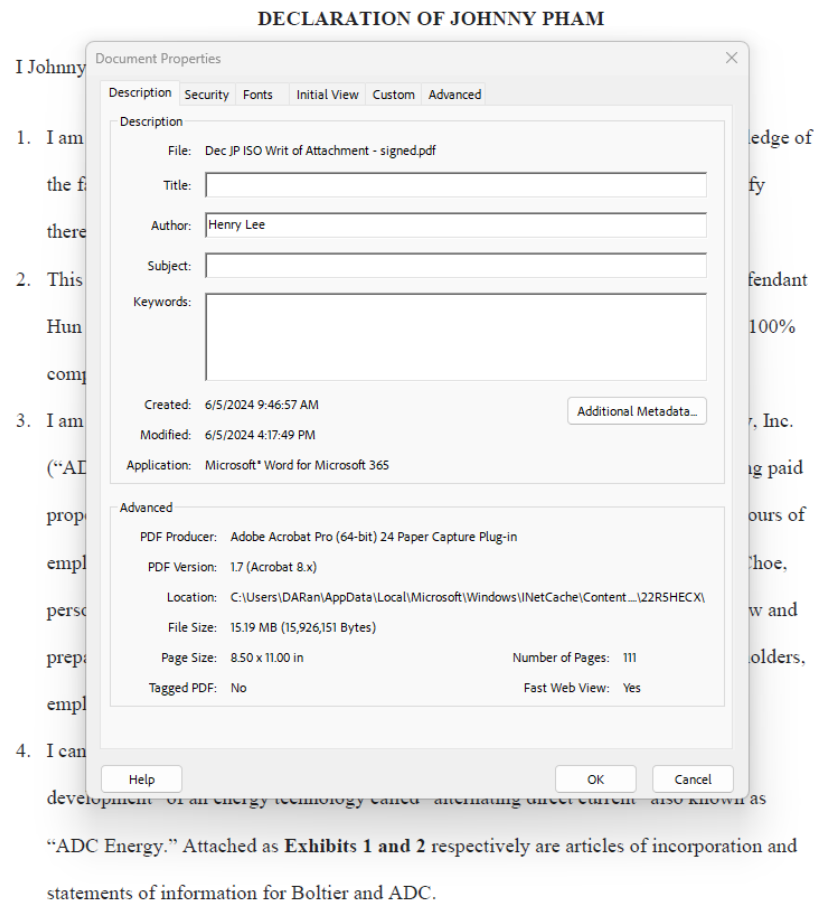 DECLARATION OF JOHNNY PHAM
I Johnny
Document Properties
Description Security Fonts Initial View Custom Advanced
Description
File: Dec JP ISO Writ of Attachment - signed.pdf
Title:
Author: Henry Lee
Subject:
Keywords:
Created: 6/5/2024 9:46:57 AM
Additional Metadata...
Modified: 6/5/2024 4:17:49 PM
Application: Microsoft® Word for Microsoft 365
Advanced
PDF Producer: Adobe Acrobat Pro (64-bit) 24 Paper Capture Plug-in
PDF Version: 1.7 (Acrobat 8.x)
Location: C:\Users\DARan\AppData\Local\Microsoft\Windows\INetCache\Content....\22R5HECX\
File Size: 15.19 MB (15,926,151 Bytes)
Page Size: 8.50 x 11.00 in Number of Pages: 111
Tagged PDF: No Fast Web View: Yes
Help OK Cancel
1. I am edge of
the fa fy
there
2. This fendant
Hun 100%
comp
3. I am , Inc.
(“AD ng paid
prop ours of
empl Choe,
perso w and
prepa olders,
empl
4. I can
development of an energy technology called “alternating direct current” also known as
“ADC Energy.” Attached as Exhibits 1 and 2 respectively are articles of incorporation and
statements of information for Boltier and ADC.